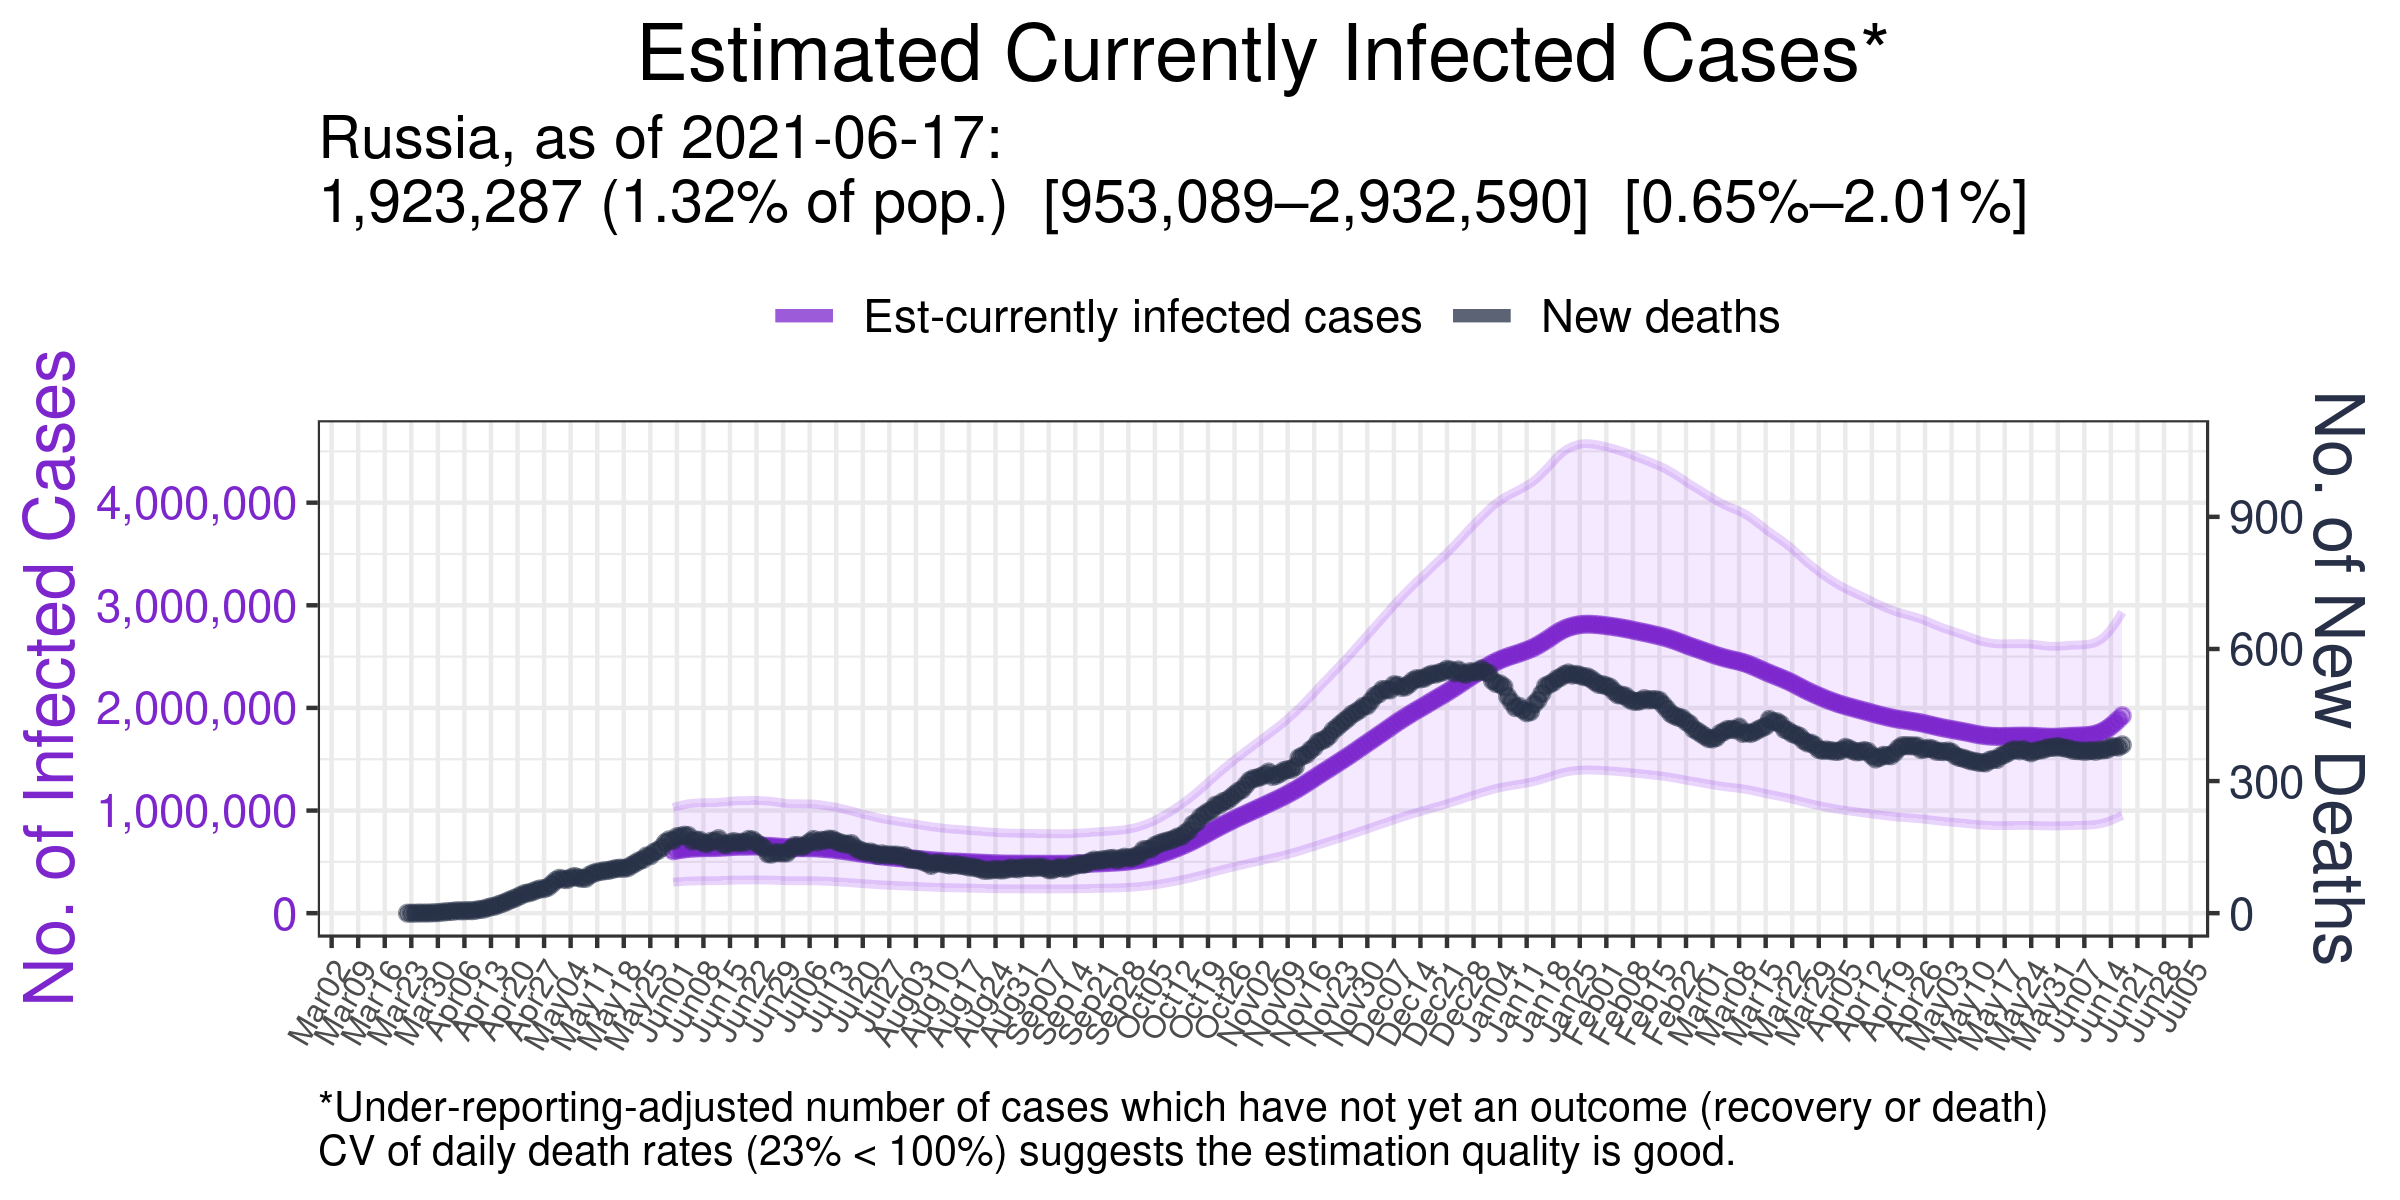 Estimated Currently Infected Cases*
Russia, as of 2021-06-17:
1,923,287 (1.32% of pop.) [953,089–2,932,590] [0.65%–2.01%]
Est-currently infected cases New deaths
No. of Infected Cases
4,000,000
3,000,000
2,000,000
1,000,000
0
900
600
300
0
No. of New Deaths
Mar02 Mar09 Mar16 Mar23 Mar30 Apr06 Apr13 Apr20 Apr27 May04 May11 May18 May25 Jun01 Jun08 Jun15 Jun22 Jun29 Jul06 Jul13 Jul20 Jul27 Aug03 Aug10 Aug17 Aug24 Aug31 Sep07 Sep14 Sep21 Sep28 Oct05 Oct12 Oct19 Oct26 Nov02 Nov09 Nov16 Nov23 Nov30 Dec07 Dec14 Dec21 Dec28 Jan04 Jan11 Jan18 Jan25 Feb01 Feb08 Feb15 Feb22 Mar01 Mar08 Mar15 Mar22 Mar29 Apr05 Apr12 Apr19 Apr26 May03 May10 May17 May24 May31 Jun07 Jun14 Jun21 Jun28 Jul05
*Under-reporting-adjusted number of cases which have not yet an outcome (recovery or death)
CV of daily death rates (23% < 100%) suggests the estimation quality is good.